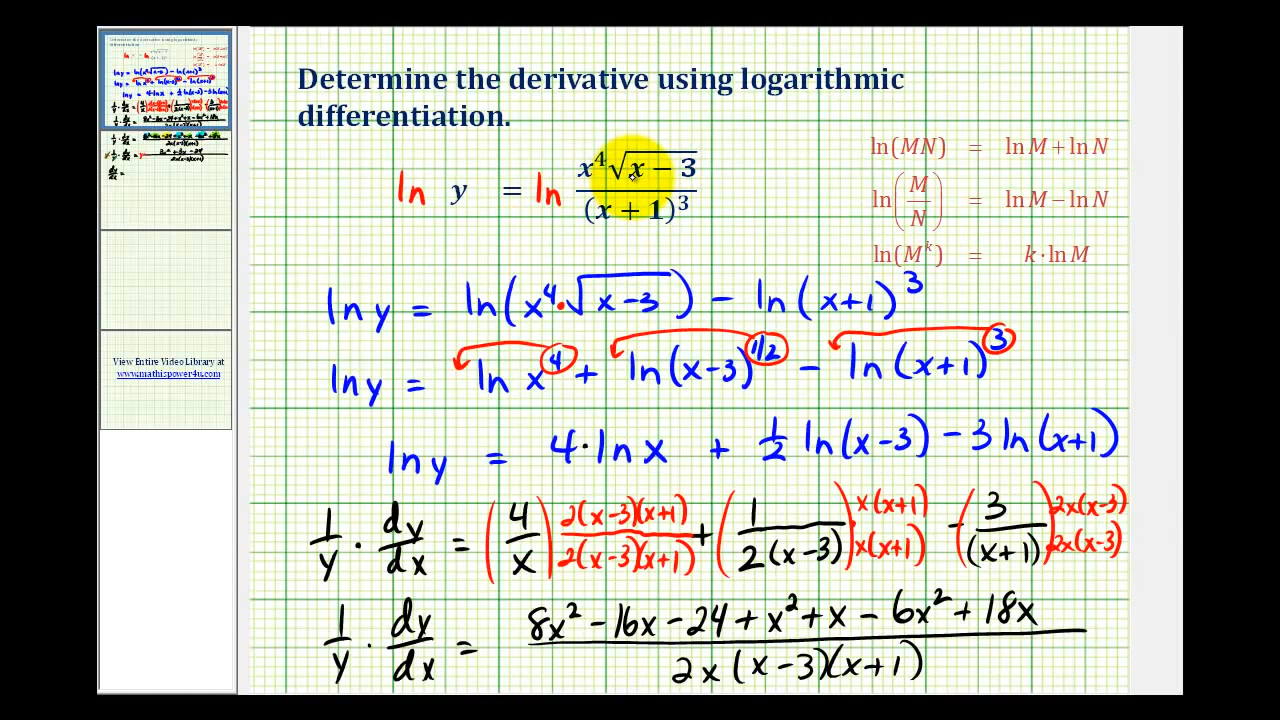 Determine the derivative using logarithmic
differentiation.
ln y = ln x⁴√(x − 3) / (x + 1)³
ln(MN) = ln M + ln N
ln(M/N) = ln M − ln N
ln(Mᵏ) = k · ln M
ln y = ln(x⁴ · √(x − 3)) − ln(x+1)³
ln y = ln x⁴ + ln(x−3)^(1/2) − ln(x+1)³
ln y = 4 · ln x + 1/2 ln(x−3) − 3 ln(x+1)
1/y · dy/dx = (4/x) 2(x−3)(x+1)/2(x−3)(x+1) + (1/2(x−3)) x(x+1)/x(x+1) − (3/(x+1)) 2x(x−3)/2x(x−3)
1/y · dy/dx = 8x² − 16x − 24 + x² + x − 6x² + 18x / 2x(x−3)(x+1)
View Entire Video Library at
www.mathispower4u.com